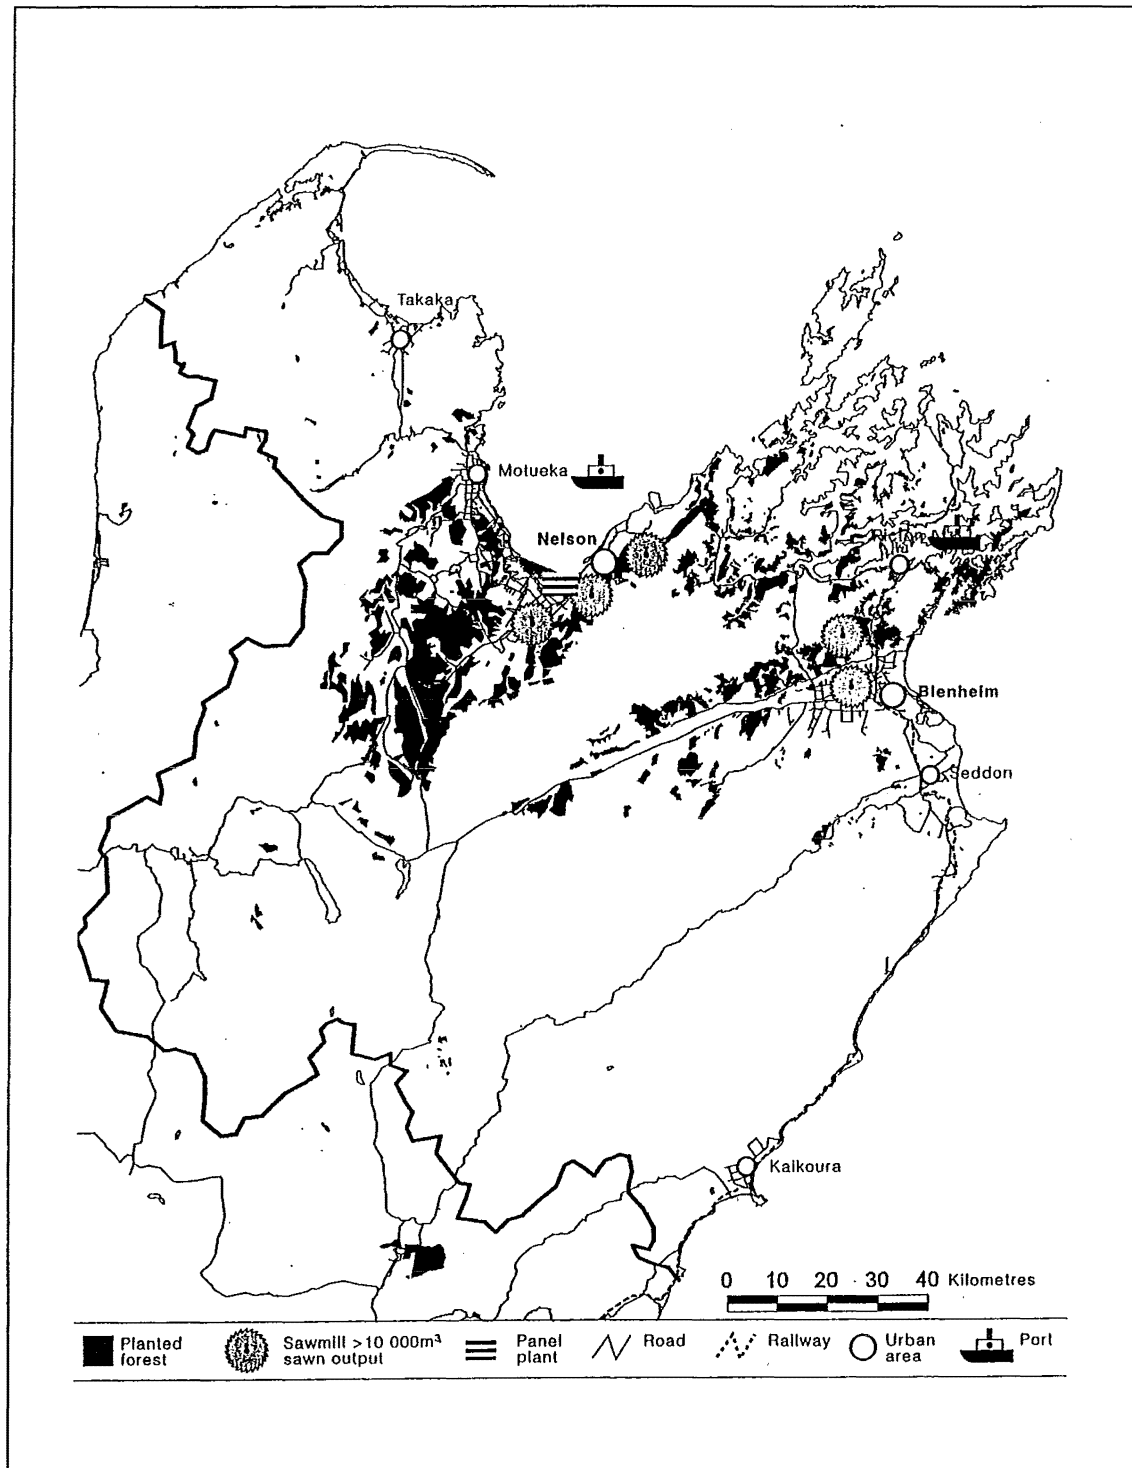 Takaka
Motueka
Nelson
Picton
Blenheim
Seddon
Kaikoura
0 10 20 30 40 Kilometres
Planted forest
Sawmill >10 000m³ sawn output
Panel plant
Road
Railway
Urban area
Port